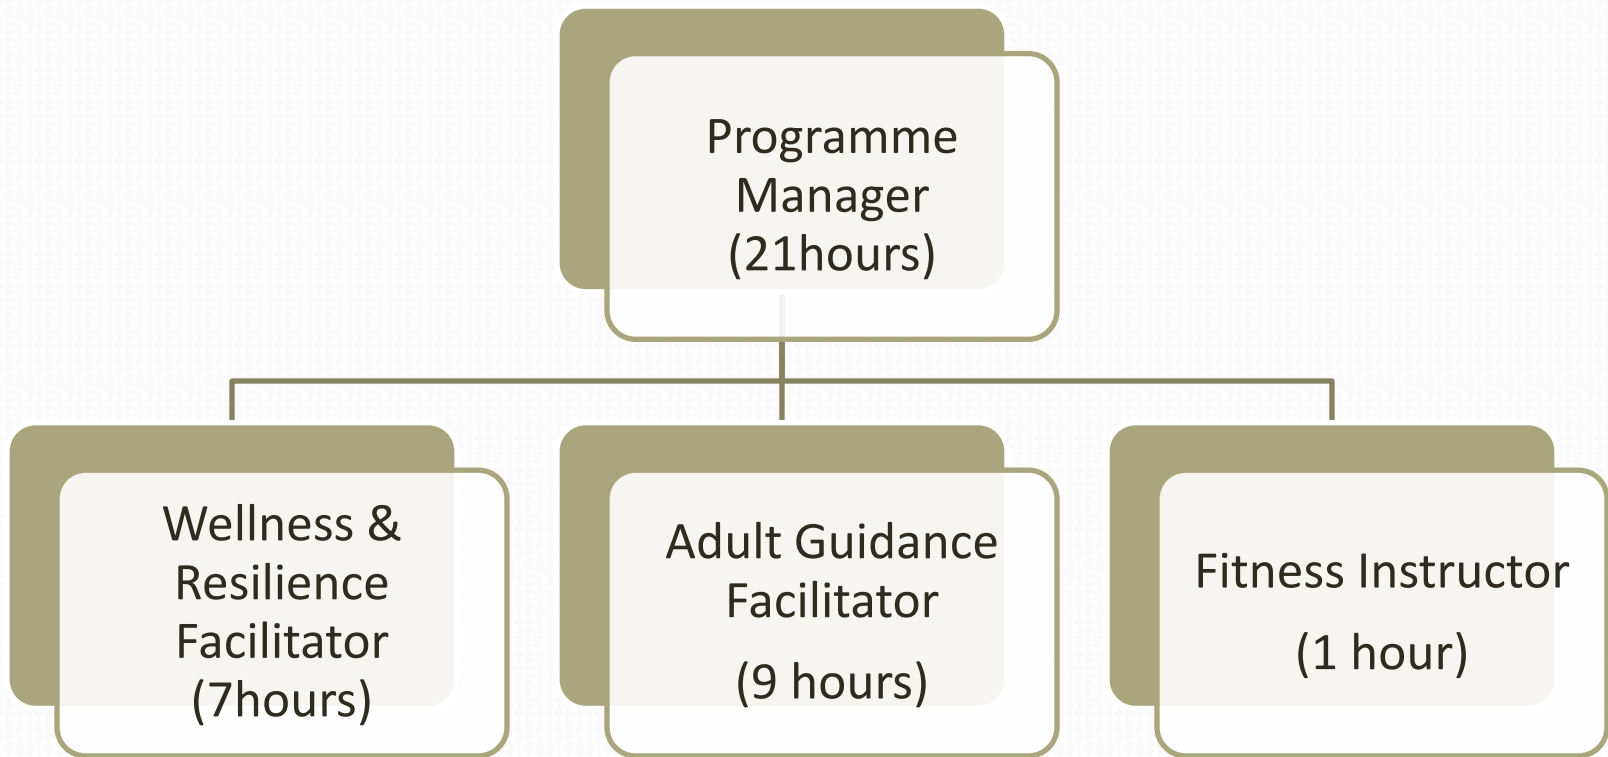 Programme
Manager
(21hours)
Wellness &
Resilience
Facilitator
(7hours)
Adult Guidance
Facilitator
(9 hours)
Fitness Instructor
(1 hour)